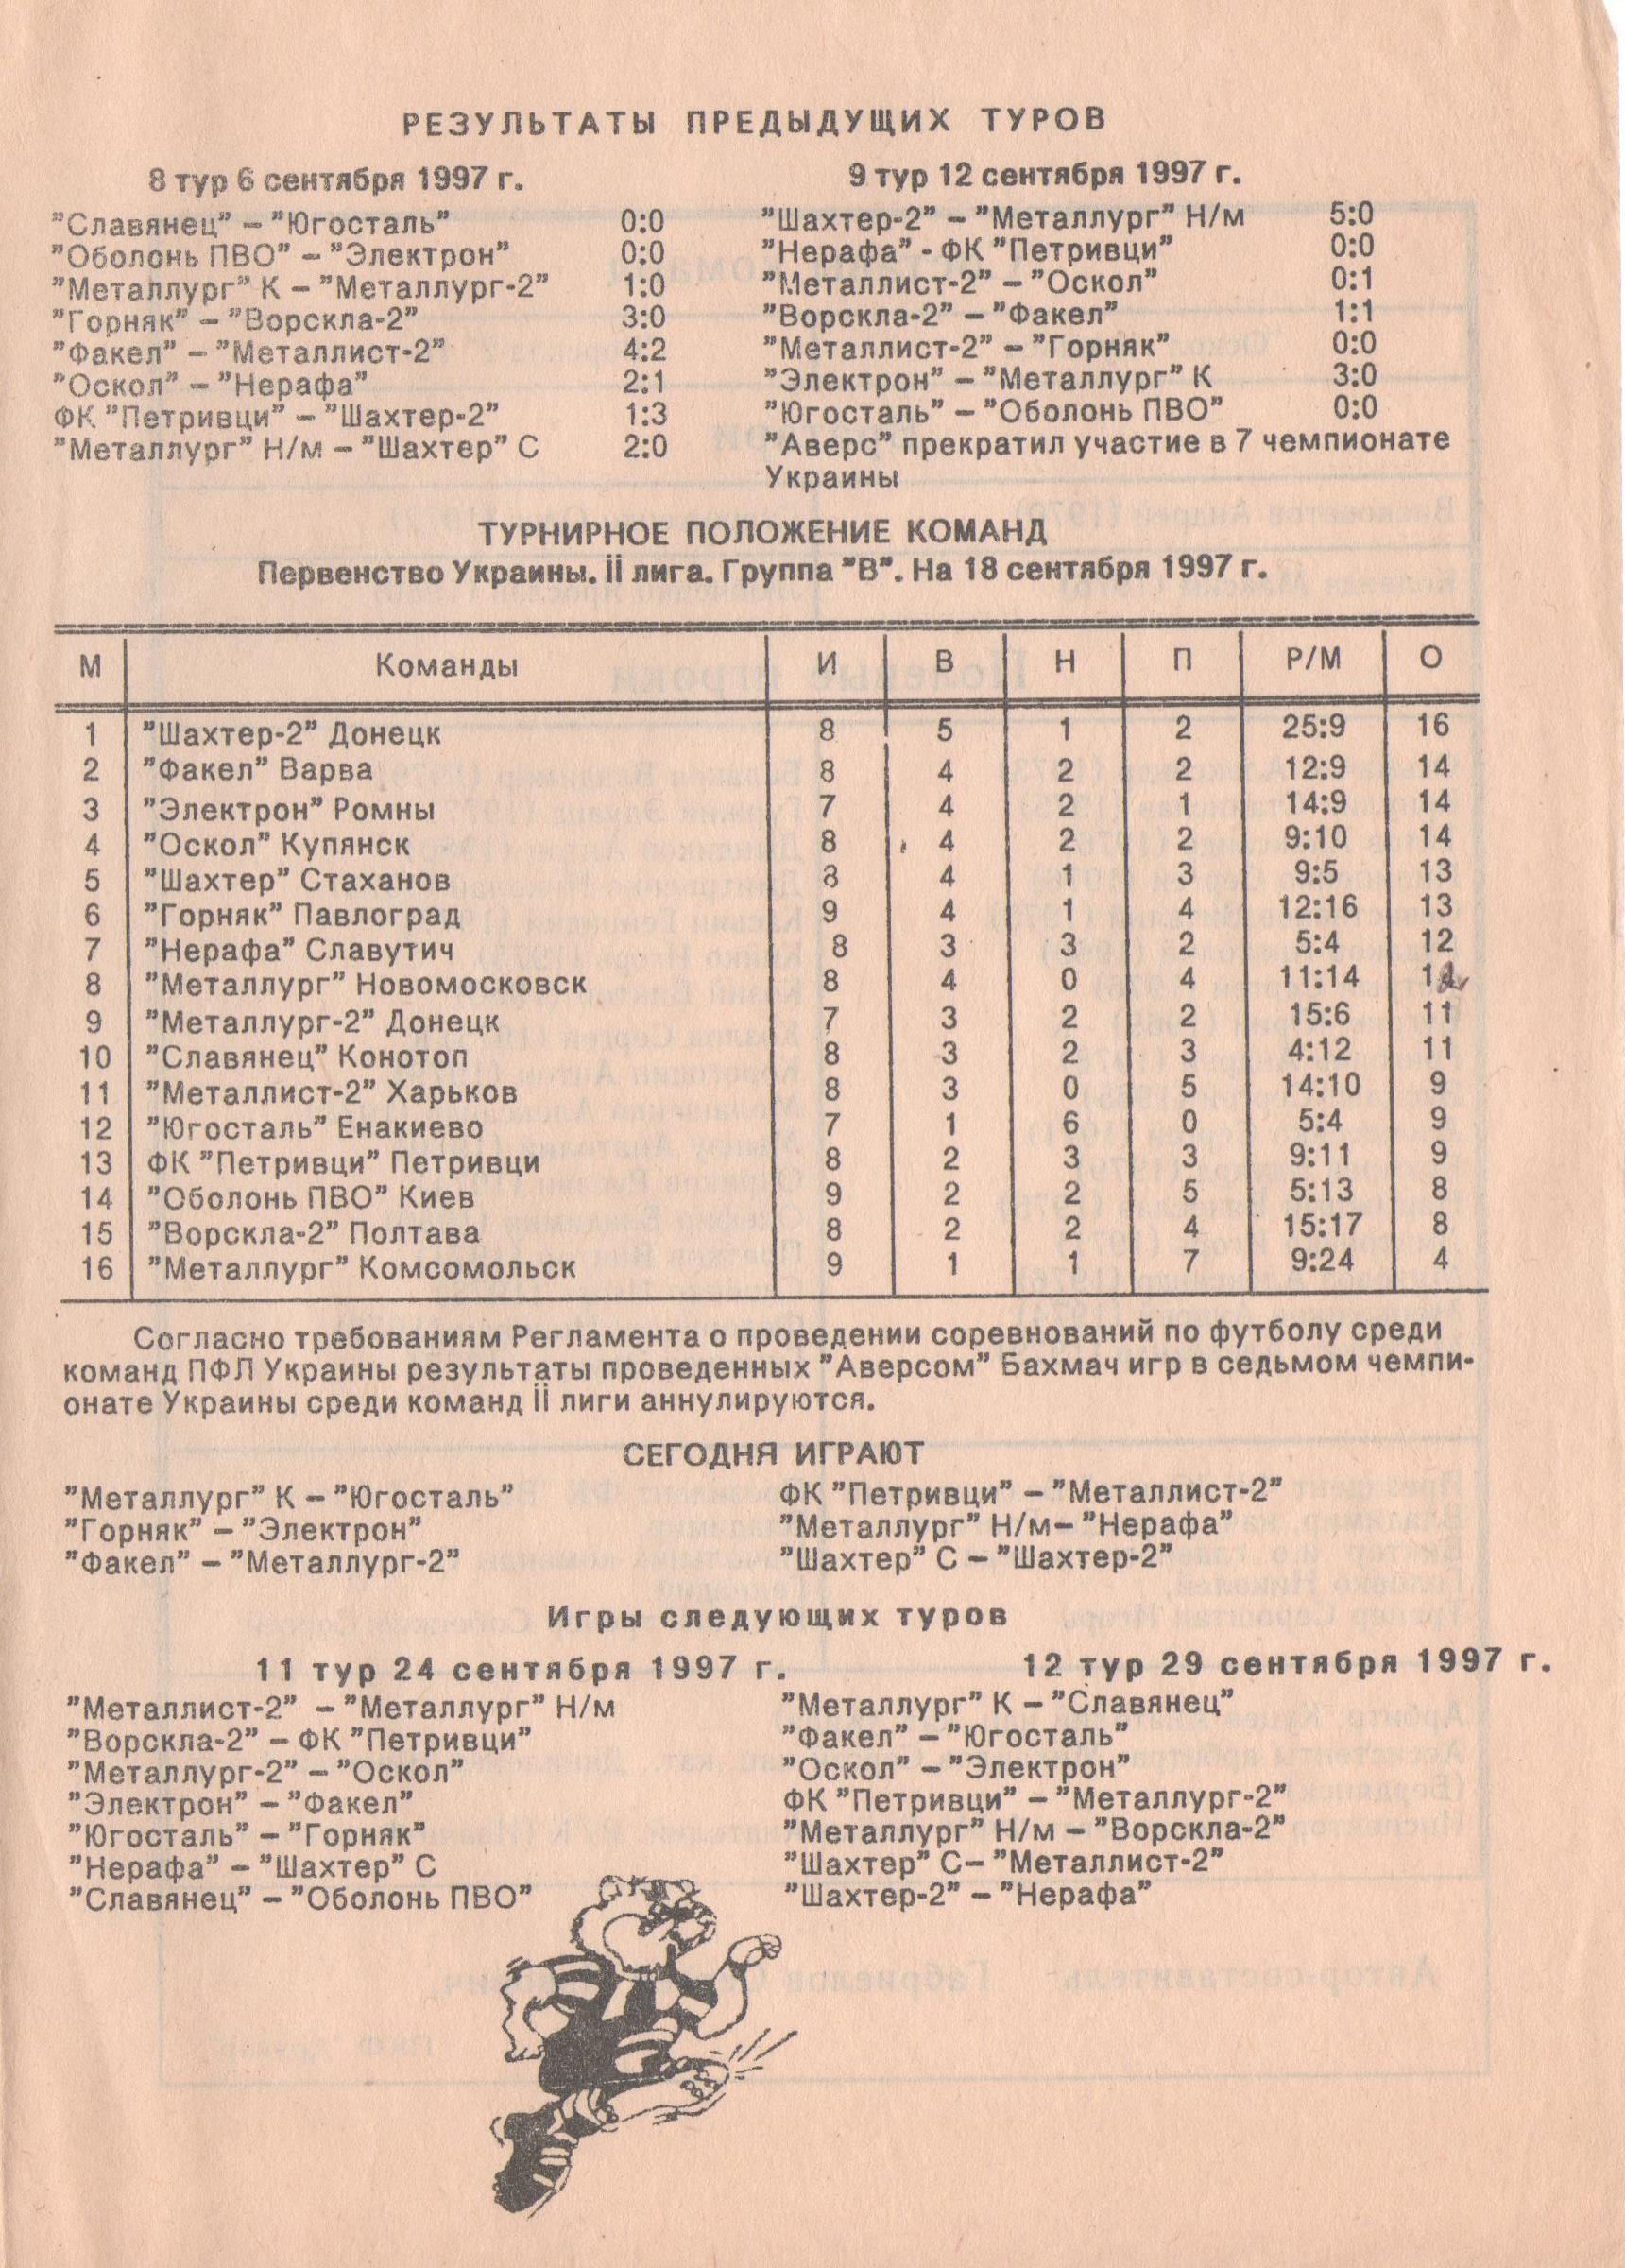 РЕЗУЛЬТАТЫ ПРЕДЫДУЩИХ ТУРОВ
8 тур 6 сентября 1997 г.
"Славянец" – "Югосталь" 0:0
"Оболонь ПВО" – "Электрон" 0:0
"Металлург" К – "Металлург-2" 1:0
"Горняк" – "Ворскла-2" 3:0
"Факел" – "Металлист-2" 4:2
"Оскол" – "Нерафа" 2:1
ФК "Петривци" – "Шахтер-2" 1:3
"Металлург" Н/м – "Шахтер" С 2:0
9 тур 12 сентября 1997 г.
"Шахтер-2" – "Металлург" Н/м 5:0
"Нерафа" - ФК "Петривци" 0:0
"Металлист-2" – "Оскол" 0:1
"Ворскла-2" – "Факел" 1:1
"Металлист-2" – "Горняк" 0:0
"Электрон" – "Металлург" К 3:0
"Югосталь" – "Оболонь ПВО" 0:0
"Аверс" прекратил участие в 7 чемпионате
Украины
ТУРНИРНОЕ ПОЛОЖЕНИЕ КОМАНД
Первенство Украины. ІІ лига. Группа "В". На 18 сентября 1997 г.
М Команды И В Н П Р/М О
1 "Шахтер-2" Донецк 8 5 1 2 25:9 16
2 "Факел" Варва 8 4 2 2 12:9 14
3 "Электрон" Ромны 7 4 2 1 14:9 14
4 "Оскол" Купянск 8 4 2 2 9:10 14
5 "Шахтер" Стаханов 8 4 1 3 9:5 13
6 "Горняк" Павлоград 9 4 1 4 12:16 13
7 "Нерафа" Славутич 8 3 3 2 5:4 12
8 "Металлург" Новомосковск 8 4 0 4 11:14 12
9 "Металлург-2" Донецк 7 3 2 2 15:6 11
10 "Славянец" Конотоп 8 3 2 3 4:12 11
11 "Металлист-2" Харьков 8 3 0 5 14:10 9
12 "Югосталь" Енакиево 7 1 6 0 5:4 9
13 ФК "Петривци" Петривци 8 2 3 3 9:11 9
14 "Оболонь ПВО" Киев 9 2 2 5 5:13 8
15 "Ворскла-2" Полтава 8 2 2 4 15:17 8
16 "Металлург" Комсомольск 9 1 1 7 9:24 4
Согласно требованиям Регламента о проведении соревнований по футболу среди
команд ПФЛ Украины результаты проведенных "Аверсом" Бахмач игр в седьмом чемпи-
онате Украины среди команд ІІ лиги аннулируются.
СЕГОДНЯ ИГРАЮТ
"Металлург" К – "Югосталь"
"Горняк" – "Электрон"
"Факел" – "Металлург-2"
ФК "Петривци" – "Металлист-2"
"Металлург" Н/м– "Нерафа"
"Шахтер" С – "Шахтер-2"
Игры следующих туров
11 тур 24 сентября 1997 г.
"Металлист-2" – "Металлург" Н/м
"Ворскла-2" – ФК "Петривци"
"Металлург-2" – "Оскол"
"Электрон" – "Факел"
"Югосталь" – "Горняк"
"Нерафа" – "Шахтер" С
"Славянец" – "Оболонь ПВО"
12 тур 29 сентября 1997 г.
"Металлург" К – "Славянец"
"Факел" – "Югосталь"
"Оскол" – "Электрон"
ФК "Петривци" – "Металлург-2"
"Металлург" Н/м – "Ворскла-2"
"Шахтер" С– "Металлист-2"
"Шахтер-2" – "Нерафа"